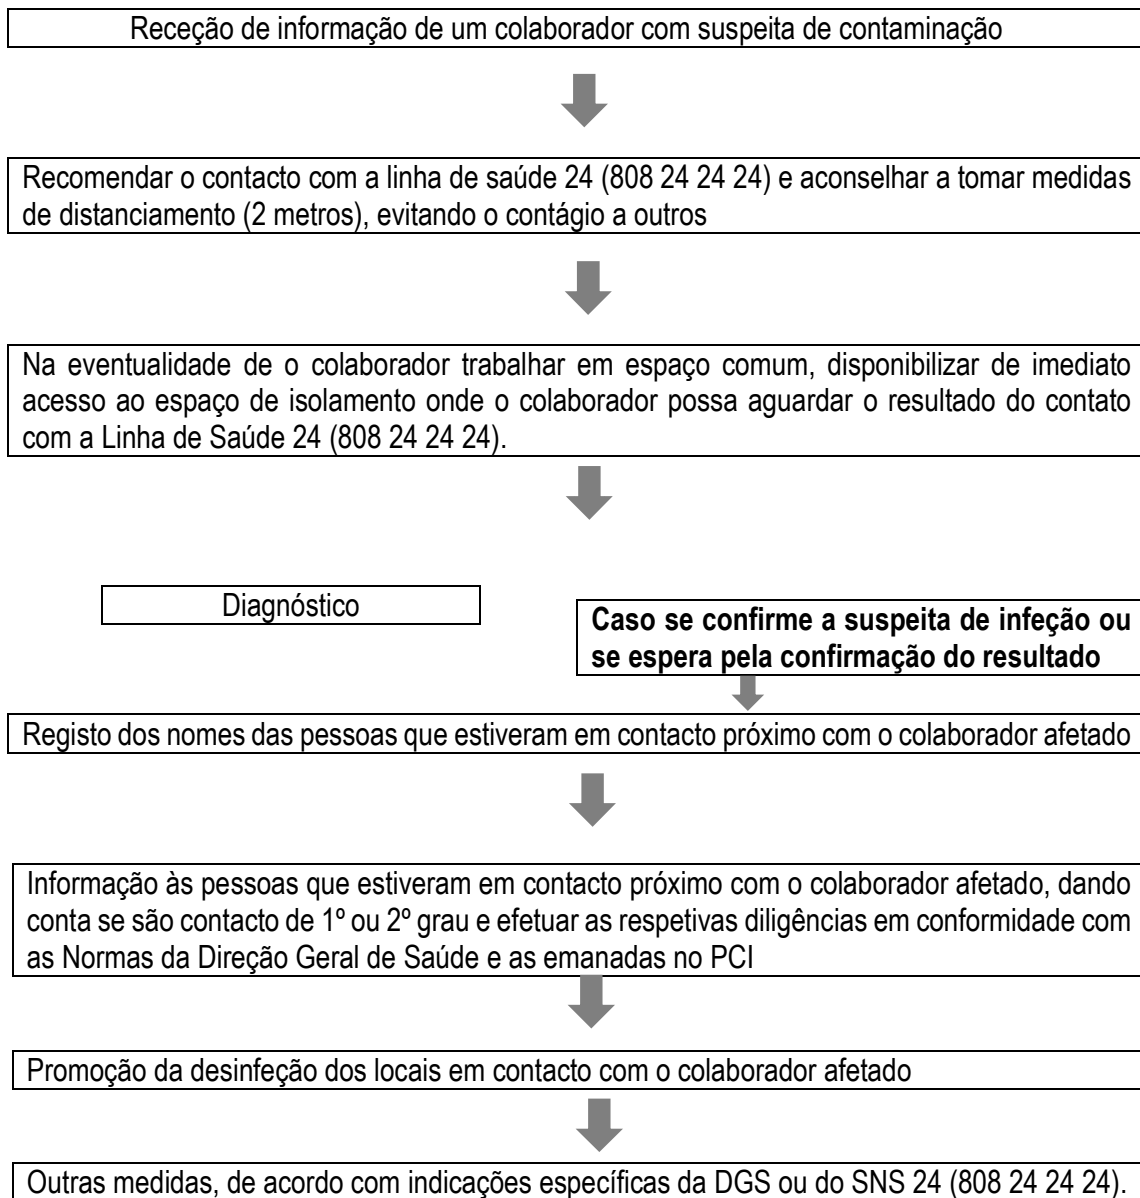 Receção de informação de um colaborador com suspeita de contaminação
Recomendar o contacto com a linha de saúde 24 (808 24 24 24) e aconselhar a tomar medidas
de distanciamento (2 metros), evitando o contágio a outros
Na eventualidade de o colaborador trabalhar em espaço comum, disponibilizar de imediato
acesso ao espaço de isolamento onde o colaborador possa aguardar o resultado do contato
com a Linha de Saúde 24 (808 24 24 24).
Diagnóstico
Caso se confirme a suspeita de infeção ou
se espera pela confirmação do resultado
Registo dos nomes das pessoas que estiveram em contacto próximo com o colaborador afetado
Informação às pessoas que estiveram em contacto próximo com o colaborador afetado, dando
conta se são contacto de 1º ou 2º grau e efetuar as respetivas diligências em conformidade com
as Normas da Direção Geral de Saúde e as emanadas no PCI
Promoção da desinfeção dos locais em contacto com o colaborador afetado
Outras medidas, de acordo com indicações específicas da DGS ou do SNS 24 (808 24 24 24).